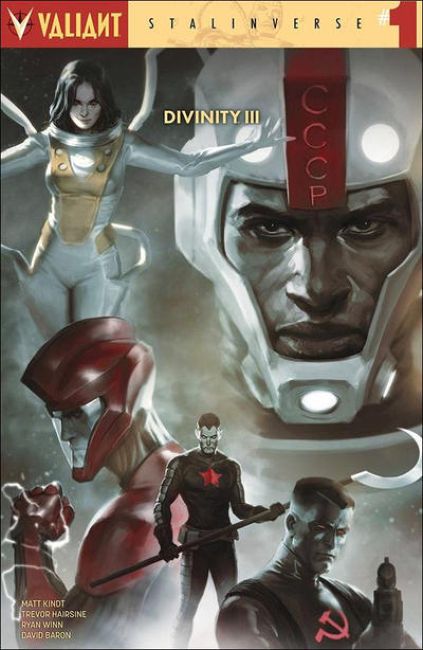 VALIANT
STALINVERSE
#1
DIVINITY III
CCCP
MATT KINDT
TREVOR HAIRSINE
RYAN WINN
DAVID BARON